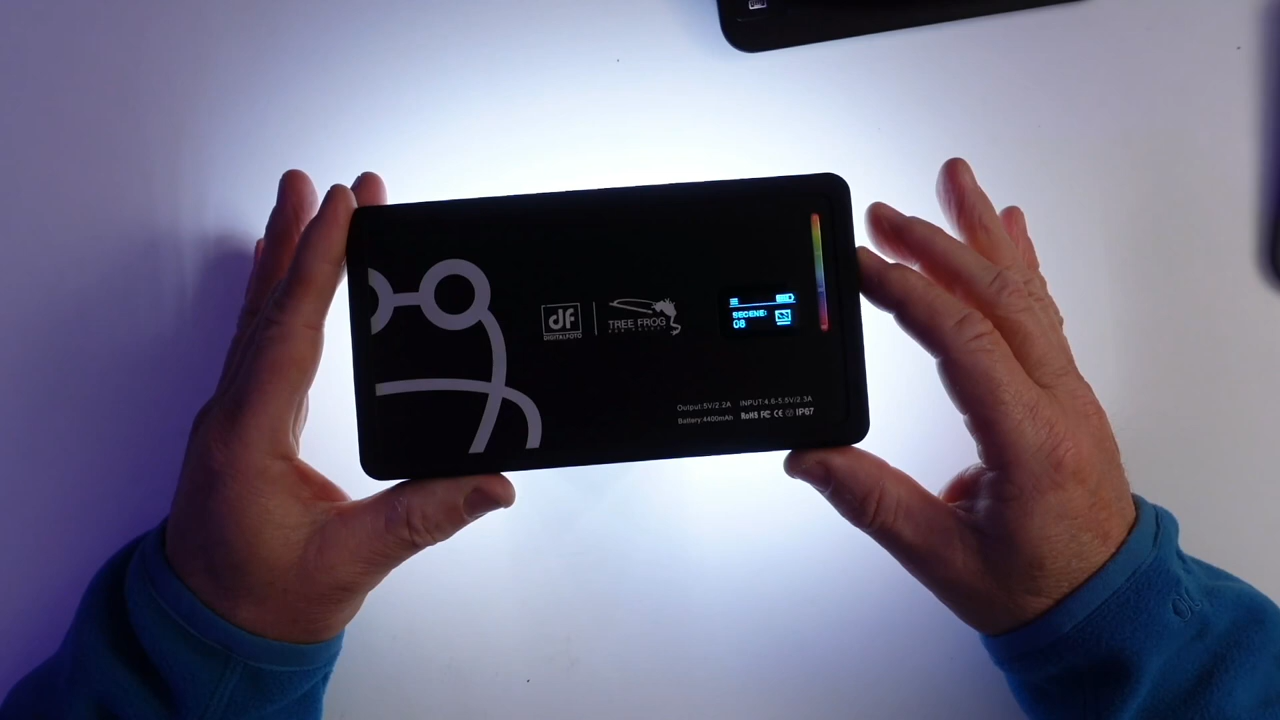 df
DIGITALFOTO
TREE FROG
SECENE:
08
Output:5V/2.2A INPUT:4.6-5.5V/2.3A
Battery:4400mAh RoHS FC CE IP67